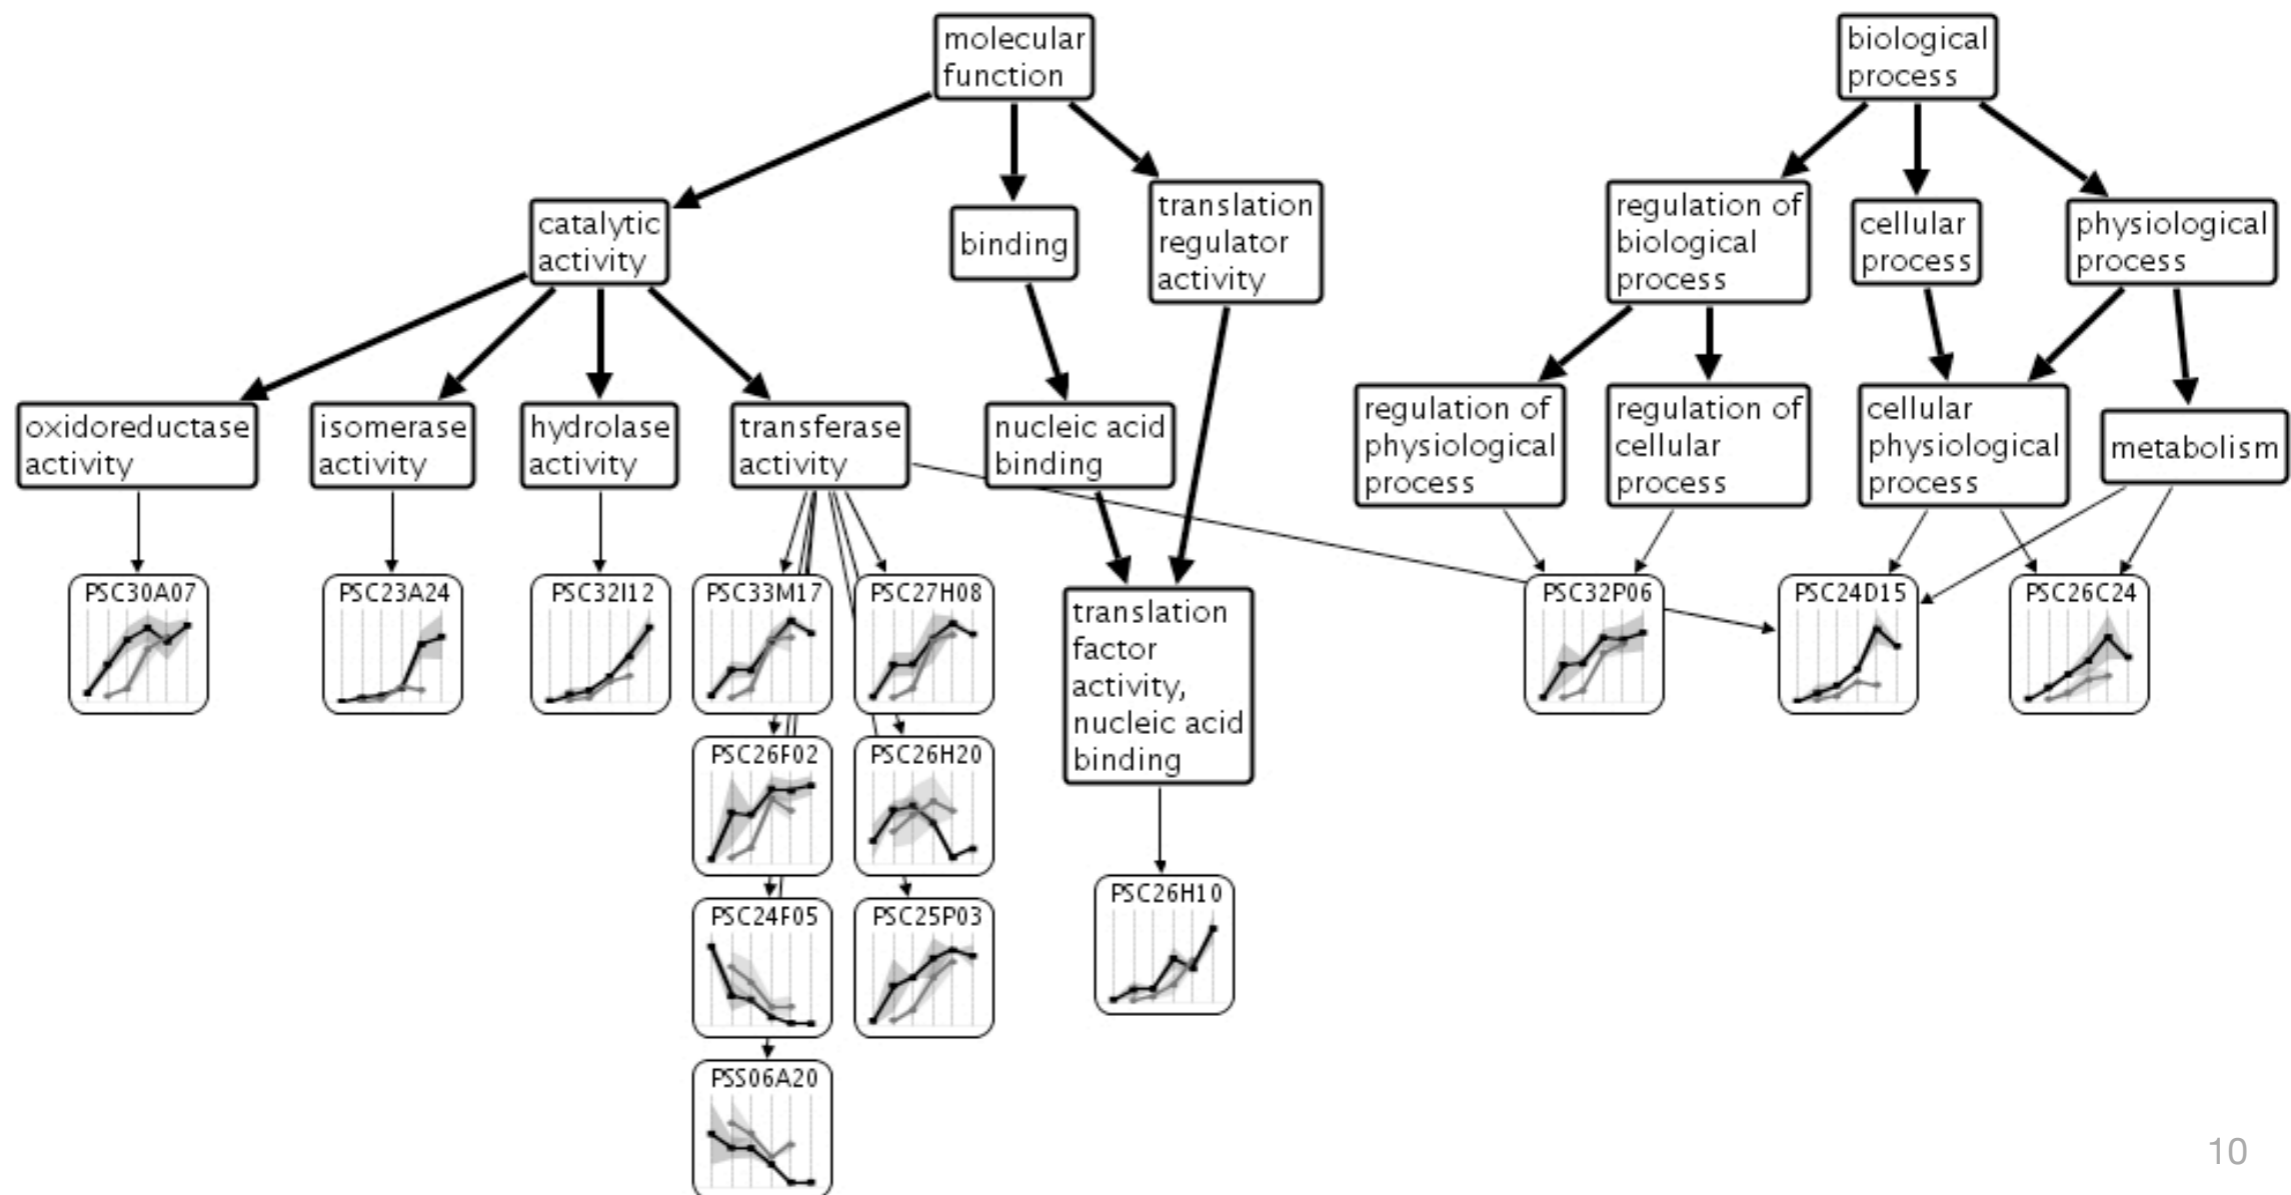 molecular
function
biological
process
catalytic
activity
binding
translation
regulator
activity
regulation of
biological
process
cellular
process
physiological
process
oxidoreductase
activity
isomerase
activity
hydrolase
activity
transferase
activity
nucleic acid
binding
regulation of
physiological
process
regulation of
cellular
process
cellular
physiological
process
metabolism
PSC30A07
PSC23A24
PSC32I12
PSC33M17
PSC27H08
translation
factor
activity,
nucleic acid
binding
PSC32P06
PSC24D15
PSC26C24
PSC26F02
PSC26H20
PSC24F05
PSC25P03
PSC26H10
PSS06A20
10